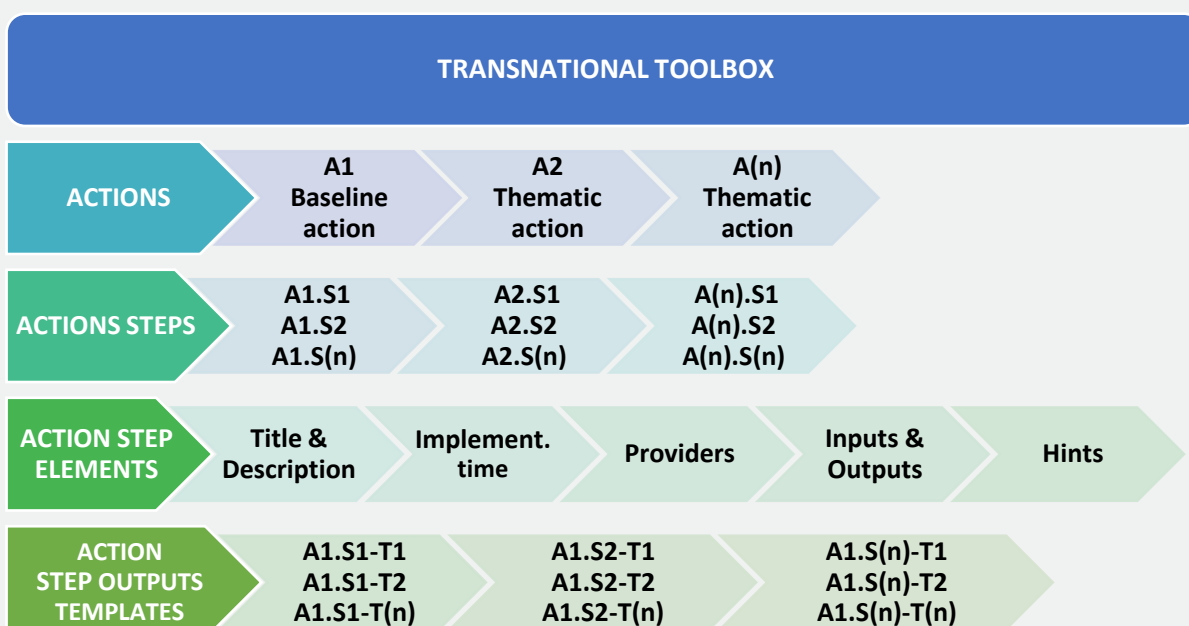 TRANSNATIONAL TOOLBOX
ACTIONS
A1
Baseline
action
A2
Thematic
action
A(n)
Thematic
action
ACTIONS STEPS
A1.S1
A1.S2
A1.S(n)
A2.S1
A2.S2
A2.S(n)
A(n).S1
A(n).S2
A(n).S(n)
ACTION STEP
ELEMENTS
Title &
Description
Implement.
time
Providers
Inputs &
Outputs
Hints
ACTION
STEP OUTPUTS
TEMPLATES
A1.S1-T1
A1.S1-T2
A1.S1-T(n)
A1.S2-T1
A1.S2-T2
A1.S2-T(n)
A1.S(n)-T1
A1.S(n)-T2
A1.S(n)-T(n)